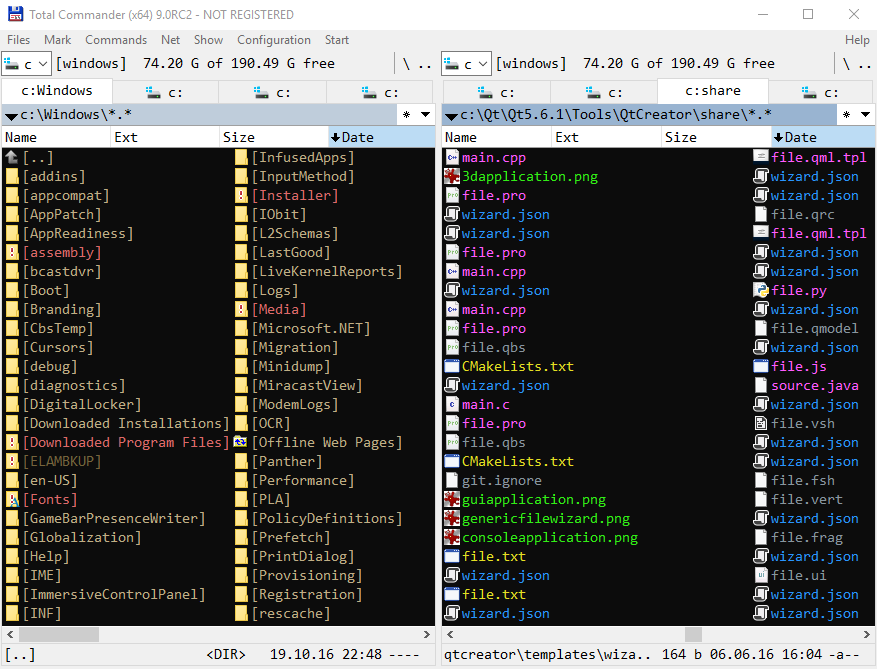 Total Commander (x64) 9.0RC2 - NOT REGISTERED
Files Mark Commands Net Show Configuration Start Help
c [windows] 74.20 G of 190.49 G free \ .. c [windows] 74.20 G of 190.49 G free \ ..
c:Windows c: c: c: c: c: c:share c:
c:\Windows\*.* * c:\Qt\Qt5.6.1\Tools\QtCreator\share\*.* *
Name Ext Size Date Name Ext Size Date
[..] [InfusedApps] main.cpp file.qml.tpl
[addins] [InputMethod] 3dapplication.png wizard.json
[appcompat] [Installer] file.pro wizard.json
[AppPatch] [IObit] wizard.json file.qrc
[AppReadiness] [L2Schemas] wizard.json file.qml.tpl
[assembly] [LastGood] file.pro wizard.json
[bcastdvr] [LiveKernelReports] main.cpp wizard.json
[Boot] [Logs] wizard.json file.py
[Branding] [Media] main.cpp wizard.json
[CbsTemp] [Microsoft.NET] file.pro file.qmodel
[Cursors] [Migration] file.qbs wizard.json
[debug] [Minidump] CMakeLists.txt file.js
[diagnostics] [MiracastView] wizard.json source.java
[DigitalLocker] [ModemLogs] main.c wizard.json
[Downloaded Installations] [OCR] file.pro file.vsh
[Downloaded Program Files] [Offline Web Pages] file.qbs wizard.json
[ELAMBKUP] [Panther] CMakeLists.txt wizard.json
[en-US] [Performance] git.ignore file.fsh
[Fonts] [PLA] guiapplication.png file.vert
[GameBarPresenceWriter] [PolicyDefinitions] genericfilewizard.png wizard.json
[Globalization] [Prefetch] consoleapplication.png file.frag
[Help] [PrintDialog] file.txt wizard.json
[IME] [Provisioning] wizard.json file.ui
[ImmersiveControlPanel] [Registration] file.txt wizard.json
[INF] [rescache] wizard.json wizard.json
[..] <DIR> 19.10.16 22:48 ---- qtcreator\templates\wiza.. 164 b 06.06.16 16:04 -a--